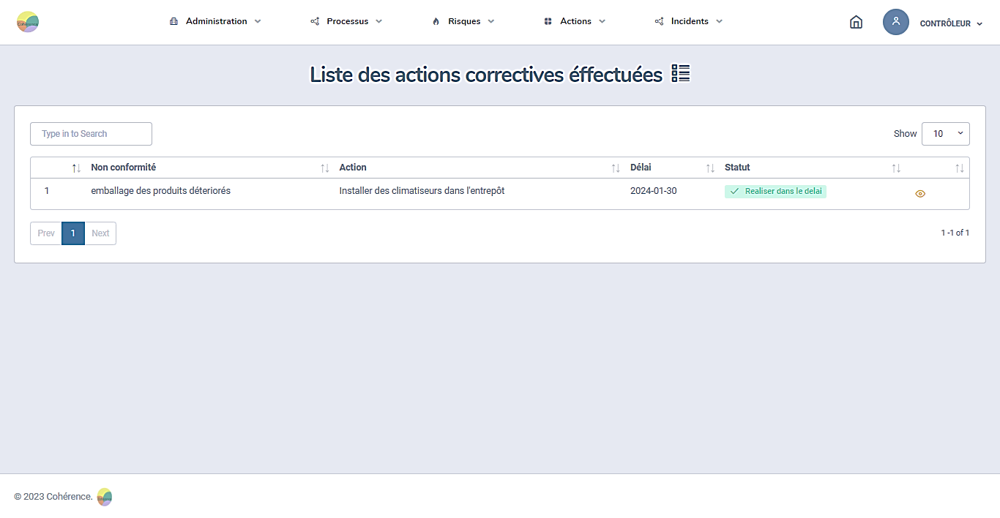 Cohérence
Administration
Processus
Risques
Actions
Incidents
CONTRÔLEUR
Liste des actions correctives éffectuées
Type in to Search
Show 10
Non conformité Action Délai Statut
1 emballage des produits déteriorés Installer des climatiseurs dans l'entrepôt 2024-01-30 Realiser dans le delai
Prev 1 Next
1 -1 of 1
© 2023 Cohérence.